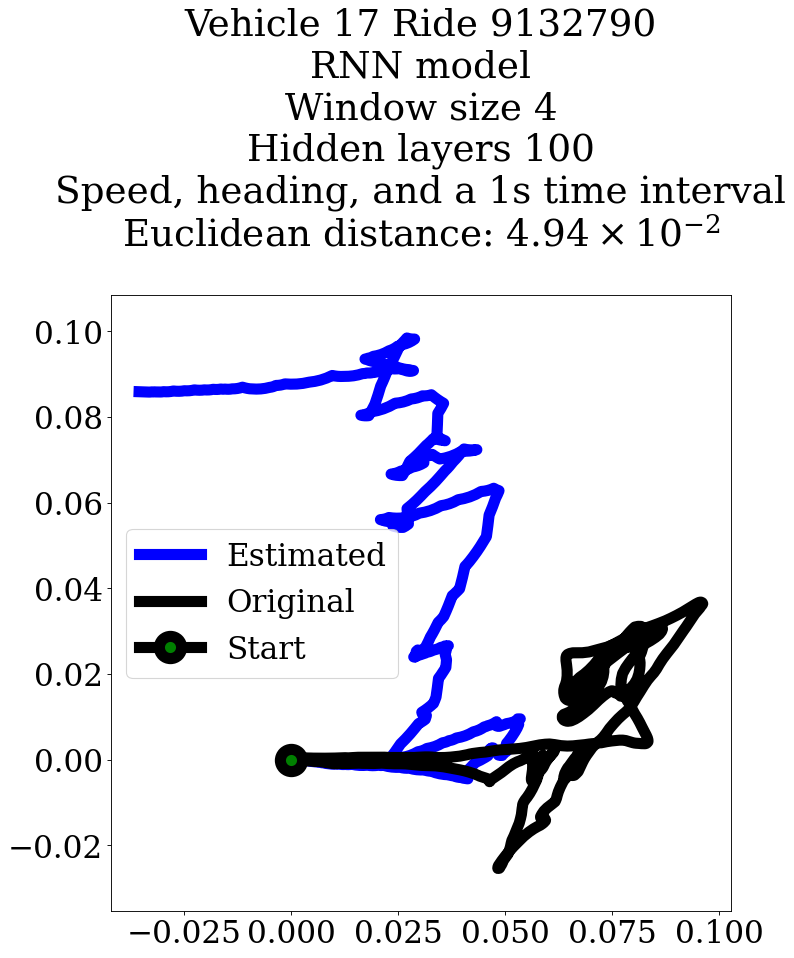 Vehicle 17 Ride 9132790
RNN model
Window size 4
Hidden layers 100
Speed, heading, and a 1s time interval
Euclidean distance: 4.94 × 10⁻²
0.10
0.08
0.06
0.04
0.02
0.00
−0.02
Estimated
Original
Start
−0.025 0.000 0.025 0.050 0.075 0.100